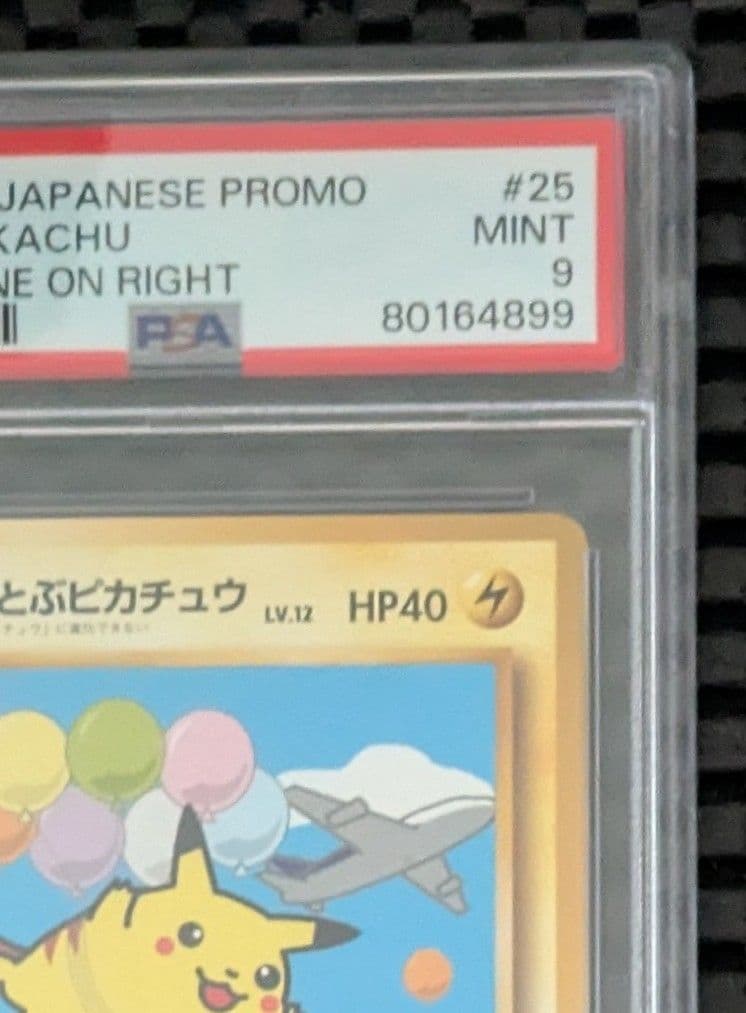 JAPANESE PROMO #25
KACHU MINT
NE ON RIGHT 9
PSA 80164899
とぶピカチュウ LV.12 HP40